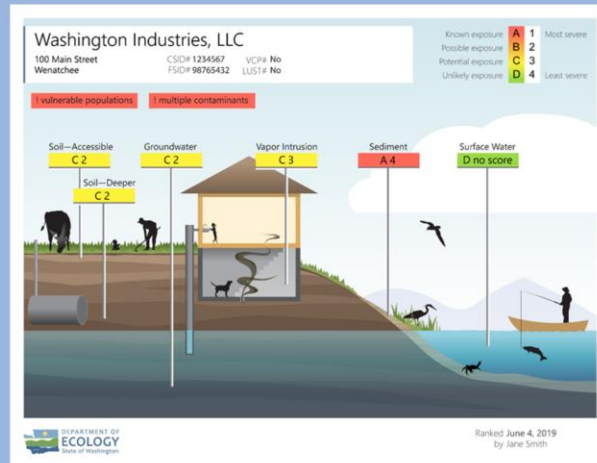 Washington Industries, LLC
100 Main Street
Wenatchee
CSID# 1234567 VCP# No
FSID# 98765432 LUST# No
Known exposure A 1 Most severe
Possible exposure B 2
Potential exposure C 3
Unlikely exposure D 4 Least severe
! vulnerable populations
! multiple contaminants
Soil—Accessible
C 2
Soil—Deeper
C 2
Groundwater
C 2
Vapor Intrusion
C 3
Sediment
A 4
Surface Water
D no score
DEPARTMENT OF
ECOLOGY
State of Washington
Ranked June 4, 2019
by Jane Smith